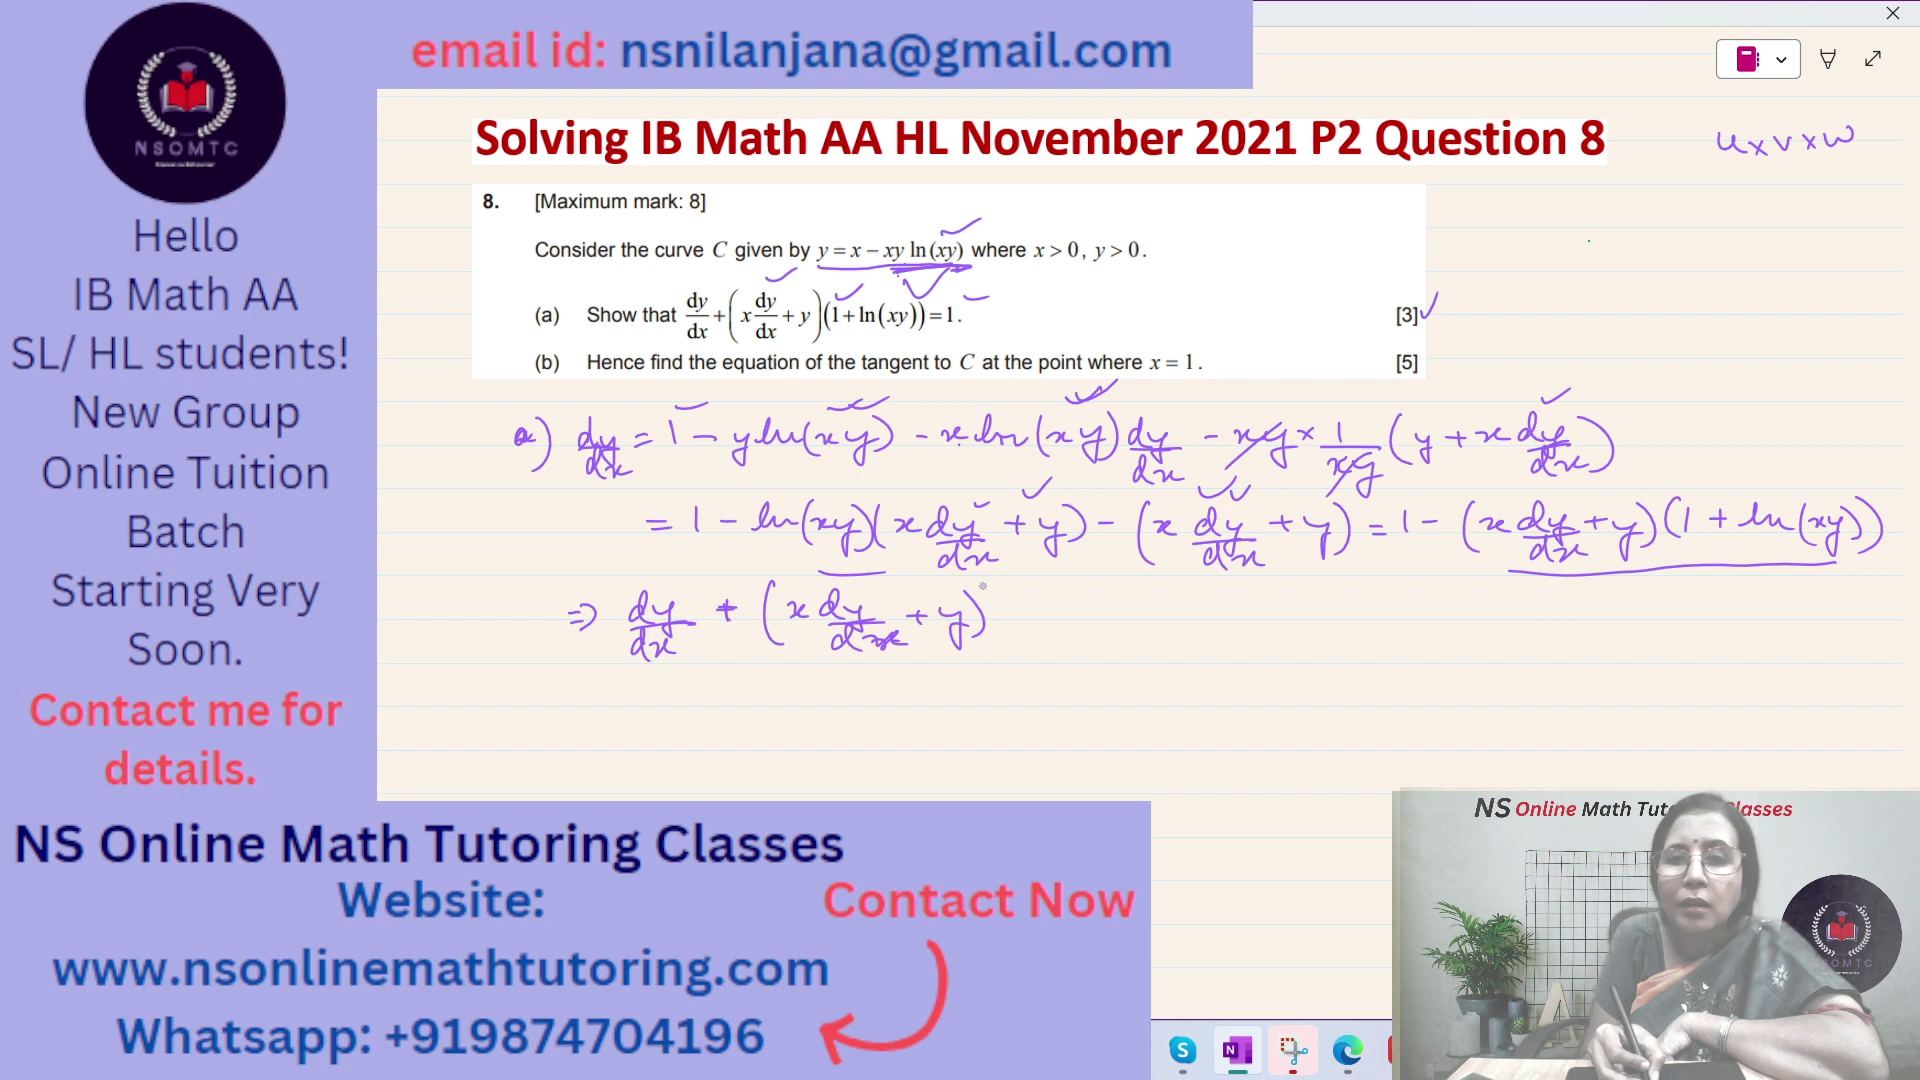 email id: nsnilanjana@gmail.com
NSOMTC
Hello
IB Math AA
SL/ HL students!
New Group
Online Tuition
Batch
Starting Very
Soon.
Contact me for
details.
Solving IB Math AA HL November 2021 P2 Question 8
u × v × w
8. [Maximum mark: 8]
Consider the curve C given by y = x − xy ln(xy) where x > 0, y > 0.
(a) Show that dy/dx + (x dy/dx + y)(1 + ln(xy)) = 1. [3]
(b) Hence find the equation of the tangent to C at the point where x = 1. [5]
a) dy/dx = 1 − y ln(xy) − x ln(xy) dy/dx − xy × 1/xy (y + x dy/dx)
= 1 − ln(xy)(x dy/dx + y) − (x dy/dx + y) = 1 − (x dy/dx + y)(1 + ln(xy))
⇒ dy/dx + (x dy/dx + y)
NS Online Math Tutoring Classes
Website:
www.nsonlinemathtutoring.com
Whatsapp: +919874704196
Contact Now
NS Online Math Tut lasses